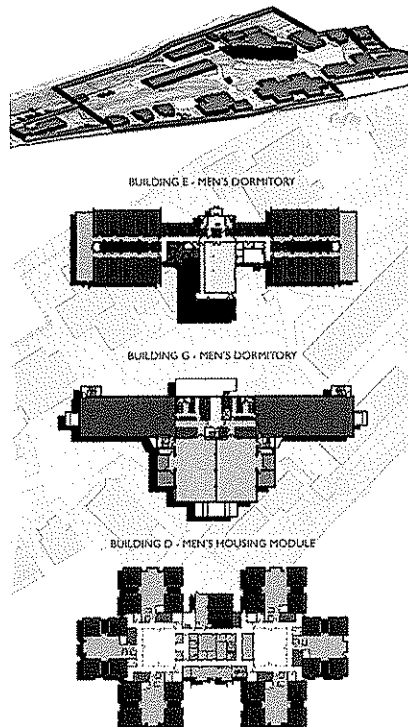 BUILDING E - MEN'S DORMITORY
BUILDING G - MEN'S DORMITORY
BUILDING D - MEN'S HOUSING MODULE